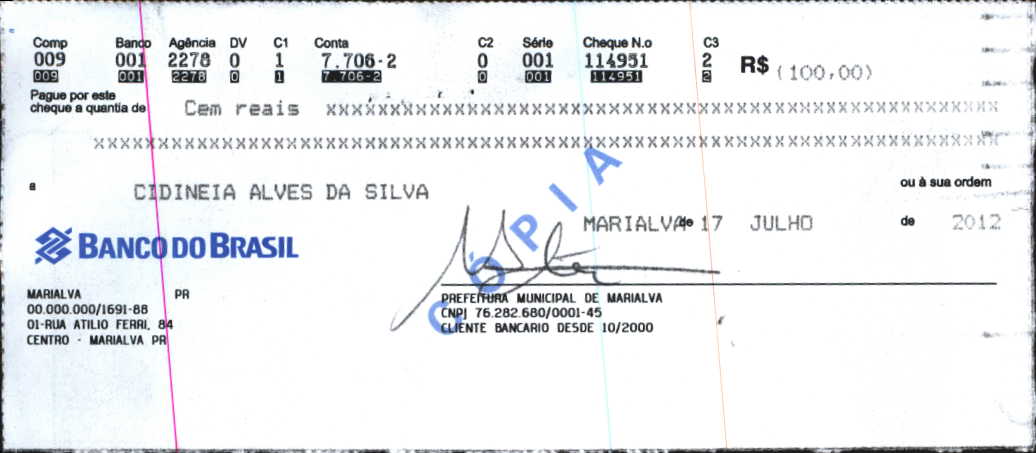 Comp Banco Agência DV C1 Conta C2 Série Cheque N.o C3
009 001 2278 0 1 7.706-2 0 001 114951 2 R$ (100,00)
009 001 2278 0 1 7.706-2 0 001 114951 2
Pague por este
cheque a quantia de Cem reais xxxxxxxxxxxxxxxxxxxxxxxxxxxxxxxxxxxxxxxxxxxxxxxxxxxxxxx
xxxxxxxxxxxxxxxxxxxxxxxxxxxxxxxxxxxxxxxxxxxxxxxxxxxxxxxxxxxxxxxxxxxxxxxxxx
a CIDINEIA ALVES DA SILVA ou à sua ordem
MARIALVA de 17 JULHO de 2012
BANCO DO BRASIL
CÓPIA
MARIALVA PR
00.000.000/1691-88
01-RUA ATILIO FERRI, 84
CENTRO - MARIALVA PR
PREFEITURA MUNICIPAL DE MARIALVA
CNPJ 76.282.680/0001-45
CLIENTE BANCARIO DESDE 10/2000